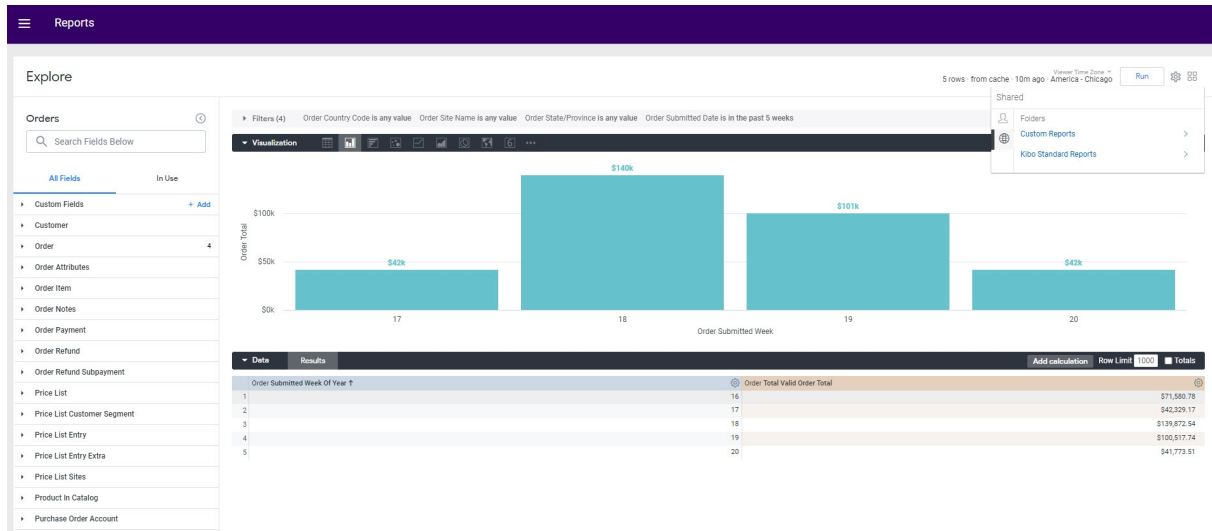 Reports
Explore
5 rows · from cache · 10m ago · Viewer Time Zone America - Chicago Run
Shared
Folders
Custom Reports
Kibo Standard Reports
Orders
Search Fields Below
All Fields In Use
Custom Fields + Add
Customer
Order 4
Order Attributes
Order Item
Order Notes
Order Payment
Order Refund
Order Refund Subpayment
Price List
Price List Customer Segment
Price List Entry
Price List Entry Extra
Price List Sites
Product In Catalog
Purchase Order Account
Filters (4) Order Country Code is any value Order Site Name is any value Order State/Province is any value Order Submitted Date is in the past 5 weeks
Visualization 6
Order Total
$100k
$50k
$0k
$42k
$140k
$101k
$42k
17 18 19 20
Order Submitted Week
Data Results Add calculation Row Limit 1000 Totals
Order Submitted Week Of Year ↑ Order Total Valid Order Total
1 16 $71,580.78
2 17 $42,329.17
3 18 $139,872.54
4 19 $100,517.74
5 20 $41,773.51